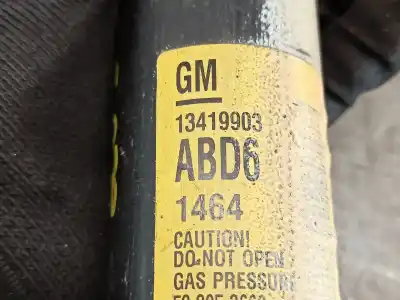 GM
13419903
ABD6
1464
CAUTION!
DO NOT OPEN
GAS PRESSURE